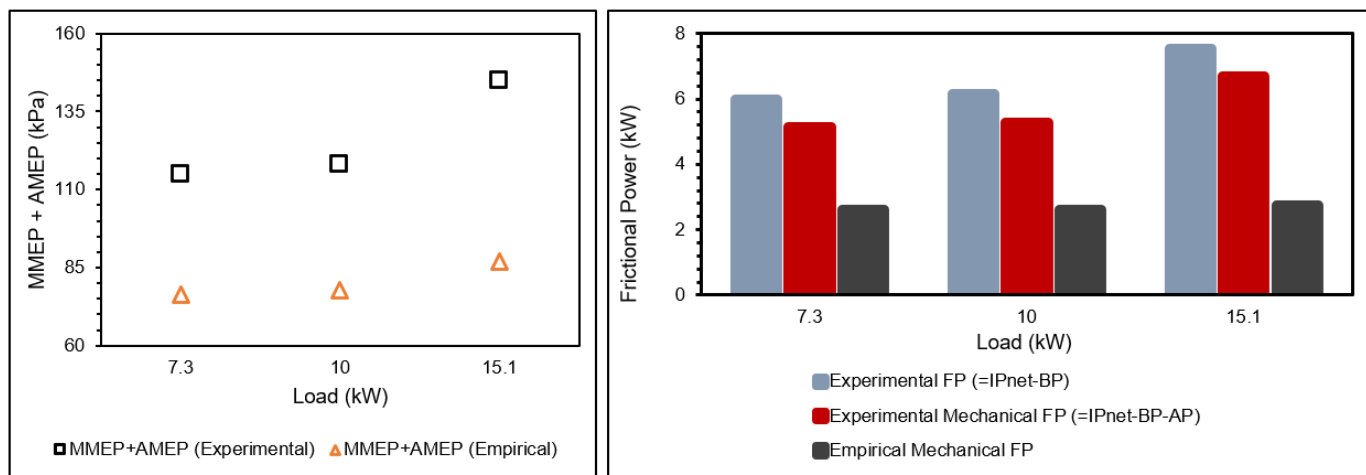 MMEP + AMEP (kPa)
160
135
110
85
60
7.3 10 15.1
Load (kW)
MMEP+AMEP (Experimental) MMEP+AMEP (Empirical)
Frictional Power (kW)
8
6
4
2
0
7.3 10 15.1
Load (kW)
Experimental FP (=IPnet-BP)
Experimental Mechanical FP (=IPnet-BP-AP)
Empirical Mechanical FP